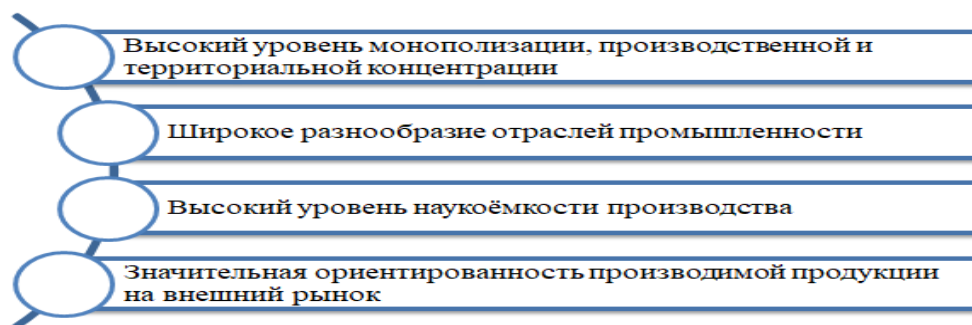 Высокий уровень монополизации, производственной и
территориальной концентрации
Широкое разнообразие отраслей промышленности
Высокий уровень наукоёмкости производства
Значительная ориентированность производимой продукции
на внешний рынок